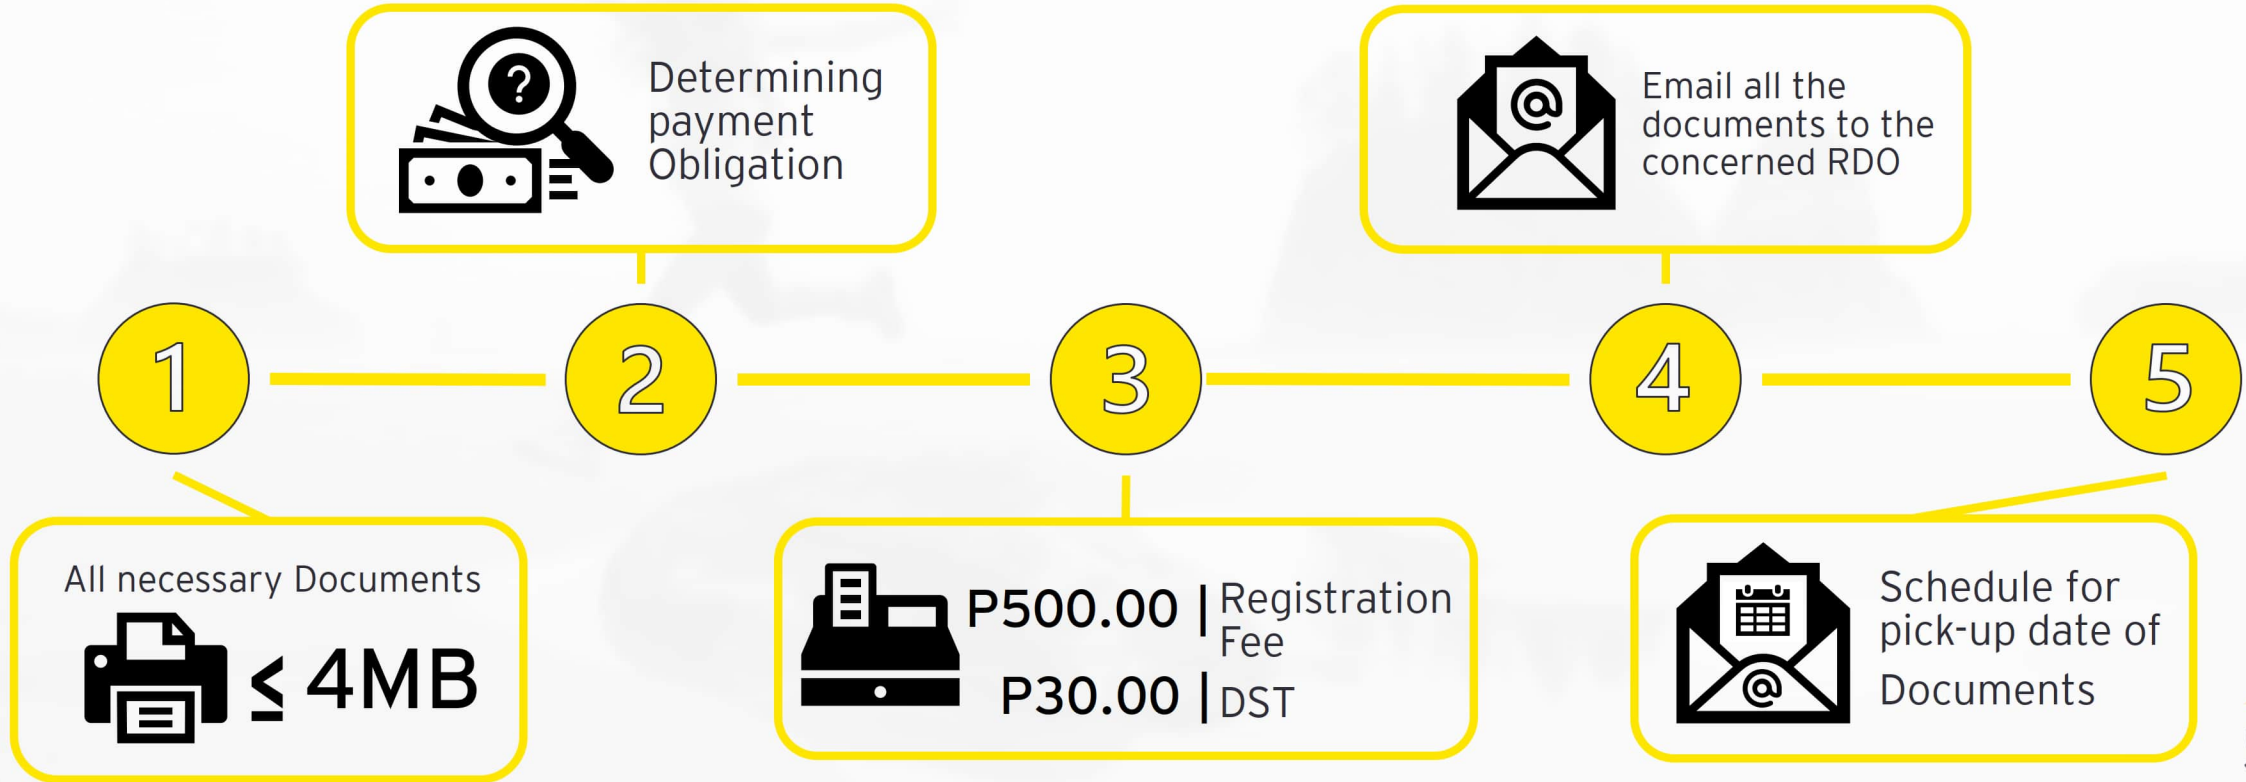 1
All necessary Documents
≤ 4MB
2
?
Determining
payment
Obligation
3
P500.00 | Registration
Fee
P30.00 | DST
4
@
Email all the
documents to the
concerned RDO
5
@
Schedule for
pick-up date of
Documents